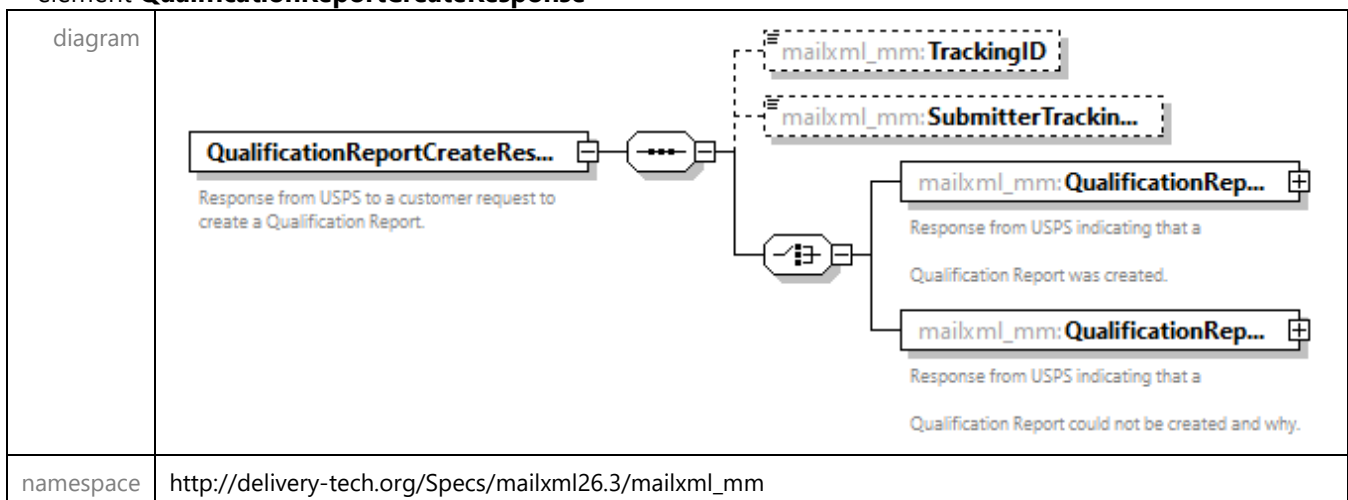 element QualificationReportCreateResponse
diagram
mailxml_mm:TrackingID
mailxml_mm:SubmitterTrackin...
QualificationReportCreateRes...
Response from USPS to a customer request to
create a Qualification Report.
mailxml_mm:QualificationRep...
Response from USPS indicating that a
Qualification Report was created.
mailxml_mm:QualificationRep...
Response from USPS indicating that a
Qualification Report could not be created and why.
namespace
http://delivery-tech.org/Specs/mailxml26.3/mailxml_mm